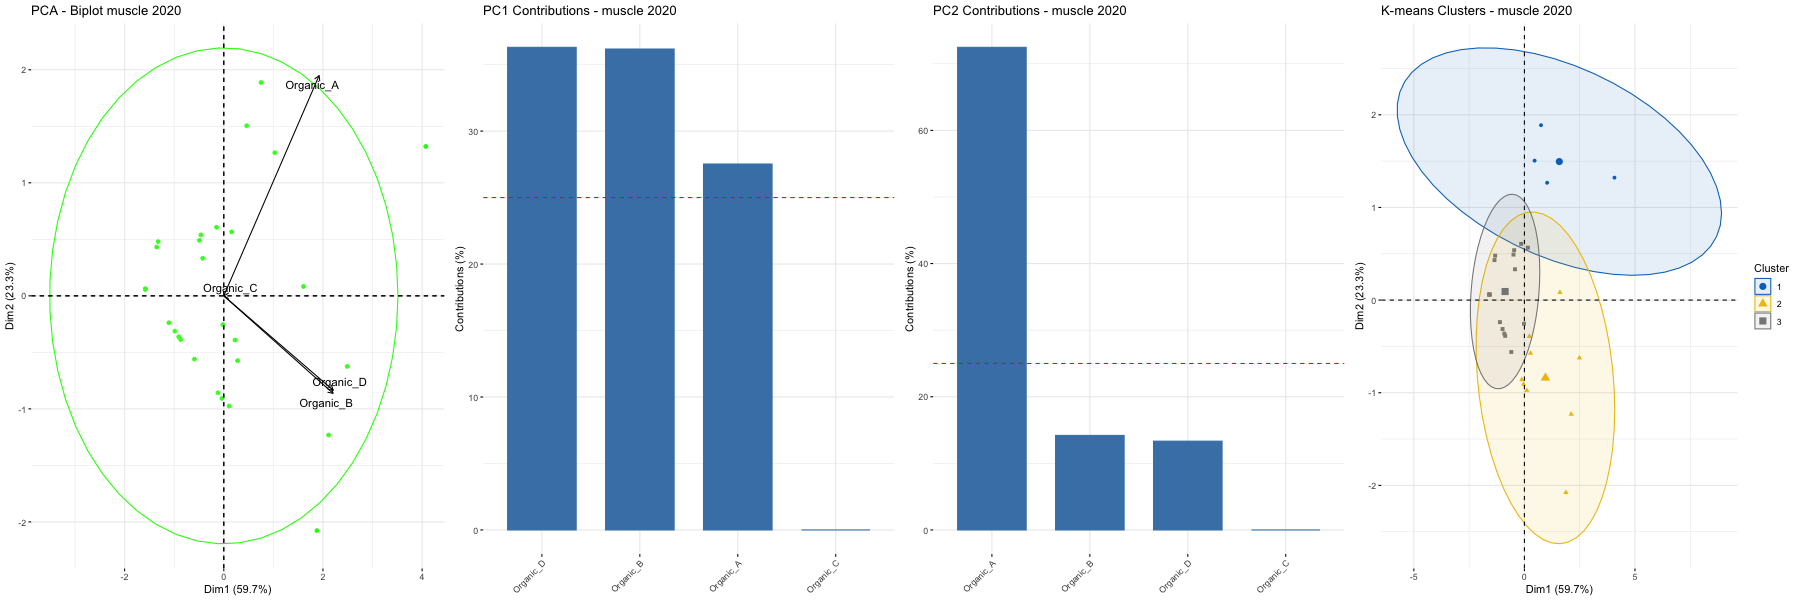 PCA - Biplot muscle 2020
Dim2 (23.3%)
2
1
0
-1
-2
Organic_A
Organic_C
Organic_D
Organic_B
-2
0
2
4
Dim1 (59.7%)
PC1 Contributions - muscle 2020
Contributions (%)
30
20
10
0
Organic_D
Organic_B
Organic_A
Organic_C
PC2 Contributions - muscle 2020
Contributions (%)
60
40
20
0
Organic_A
Organic_B
Organic_D
Organic_C
K-means Clusters - muscle 2020
Dim2 (23.3%)
2
1
0
-1
-2
-5
0
5
Dim1 (59.7%)
Cluster
1
2
3